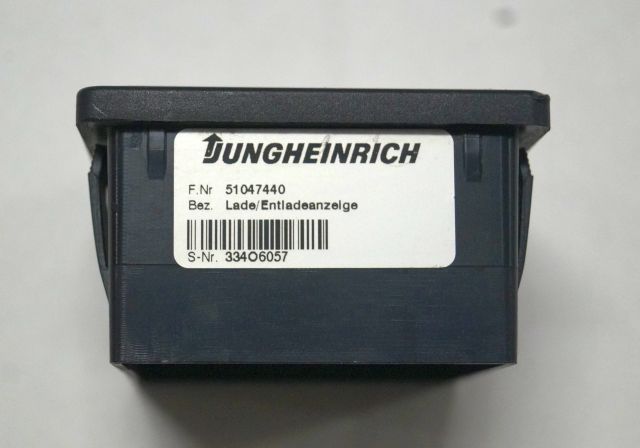 JUNGHEINRICH
F.Nr 51047440
Bez. Lade/Entladeanzeige
S-Nr. 334O6057